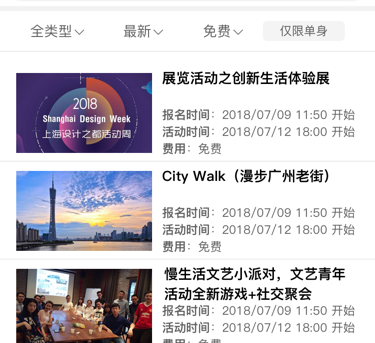 全类型 最新 免费 仅限单身
展览活动之创新生活体验展
2018
Shanghai Design Week
上海设计之都活动周
报名时间：2018/07/09 11:50 开始
活动时间：2018/07/12 18:00 开始
费用：免费
City Walk（漫步广州老街）
报名时间：2018/07/09 11:50 开始
活动时间：2018/07/12 18:00 开始
费用：免费
慢生活文艺小派对，文艺青年
活动全新游戏+社交聚会
报名时间：2018/07/09 11:50 开始
活动时间：2018/07/12 18:00 开始
费用：免费